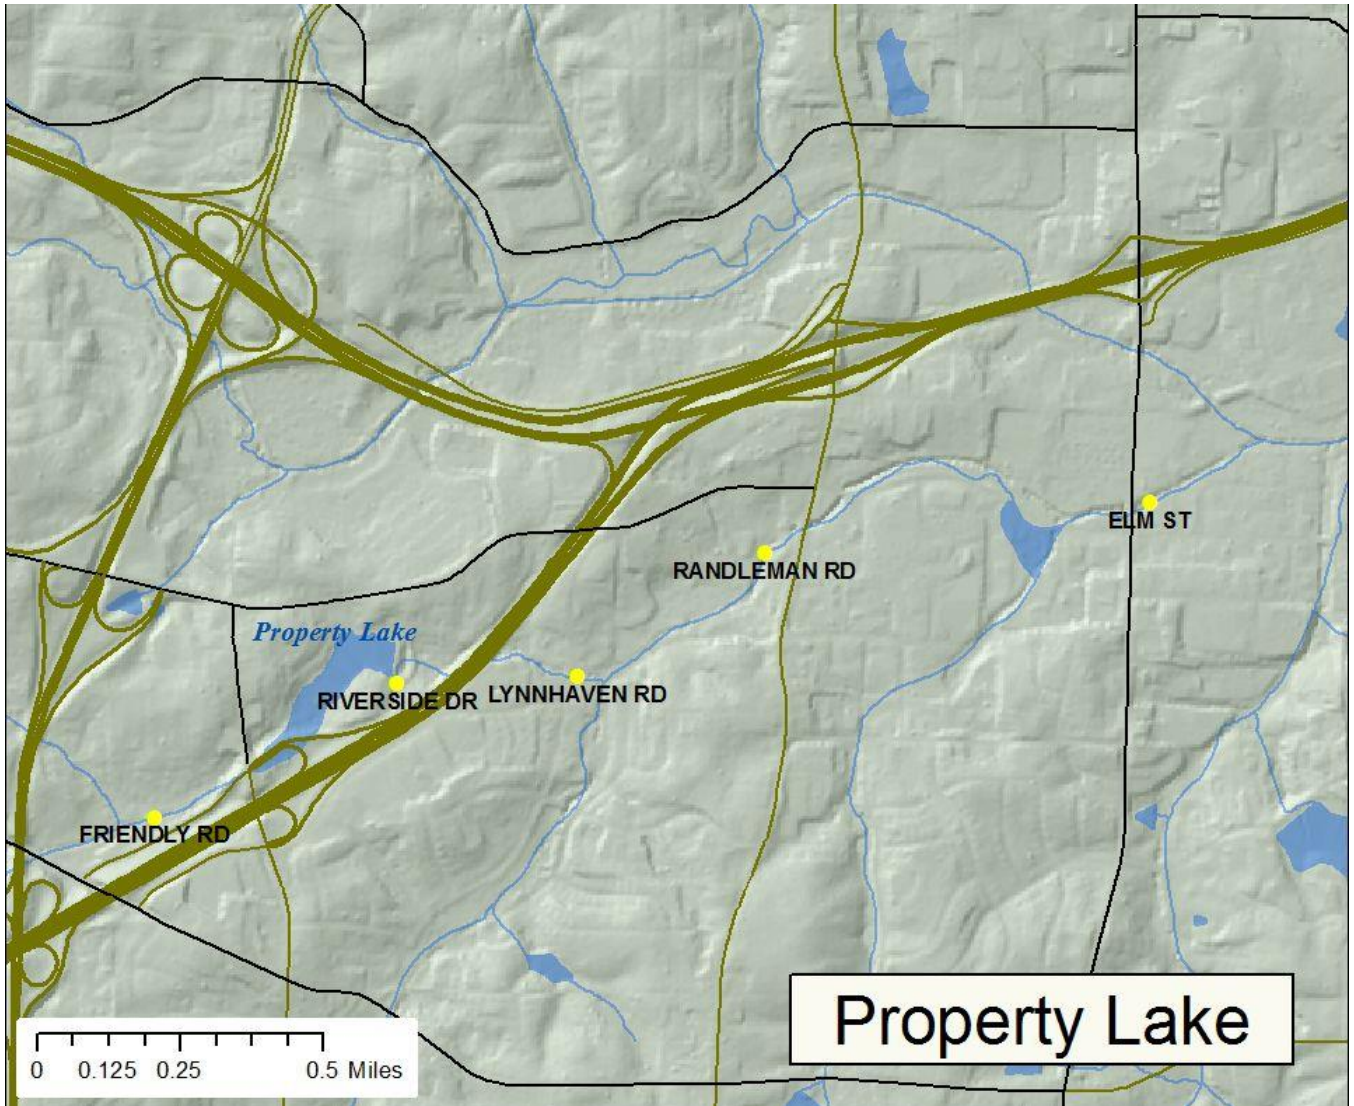 ELM ST
RANDLEMAN RD
Property Lake
RIVERSIDE DR
LYNNHAVEN RD
FRIENDLY RD
Property Lake
0 0.125 0.25 0.5 Miles